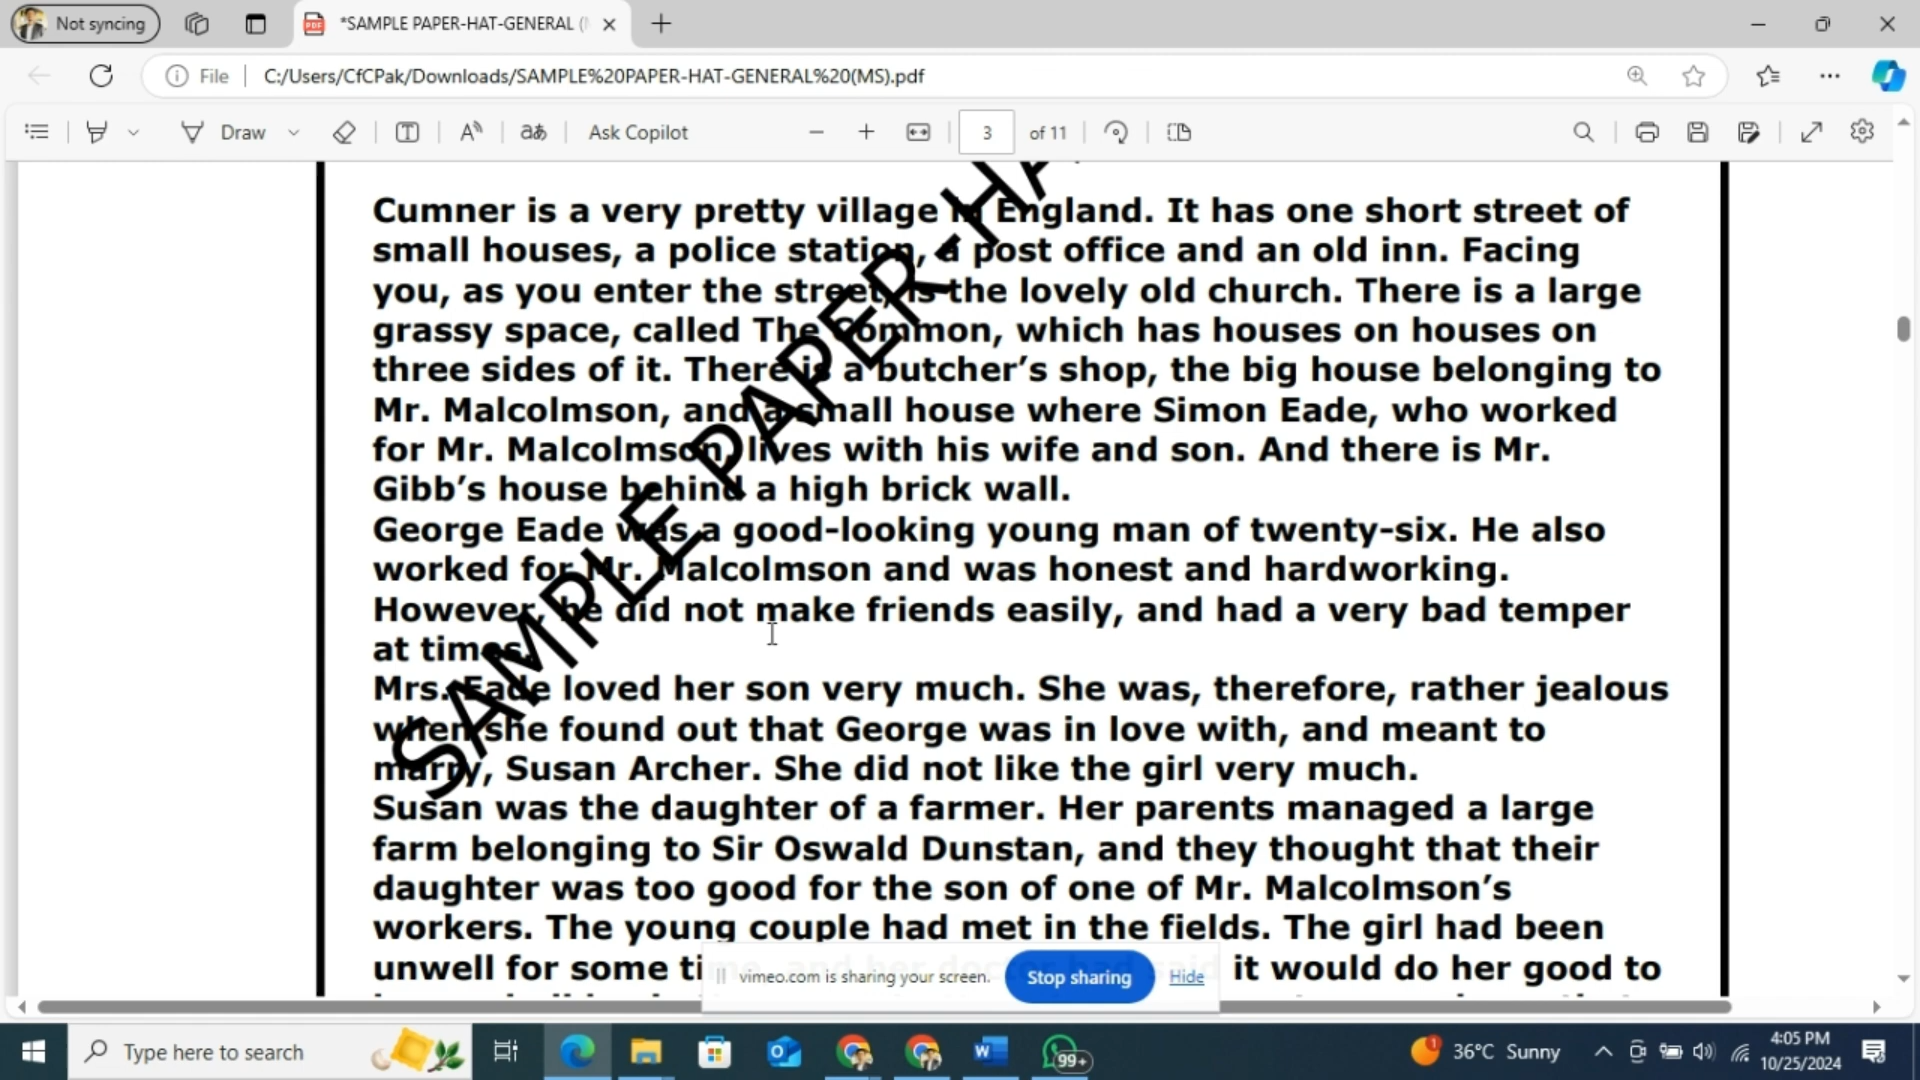 Not syncing
*SAMPLE PAPER-HAT-GENERAL (
File
C:/Users/CfCPak/Downloads/SAMPLE%20PAPER-HAT-GENERAL%20(MS).pdf
Draw
Ask Copilot
3 of 11
SAMPLE PAPER-HA
Cumner is a very pretty village in England. It has one short street of
small houses, a police station, a post office and an old inn. Facing
you, as you enter the street, is the lovely old church. There is a large
grassy space, called The Common, which has houses on houses on
three sides of it. There is a butcher’s shop, the big house belonging to
Mr. Malcolmson, and a small house where Simon Eade, who worked
for Mr. Malcolmson, lives with his wife and son. And there is Mr.
Gibb’s house behind a high brick wall.
George Eade was a good-looking young man of twenty-six. He also
worked for Mr. Malcolmson and was honest and hardworking.
However, he did not make friends easily, and had a very bad temper
at times.
Mrs. Eade loved her son very much. She was, therefore, rather jealous
when she found out that George was in love with, and meant to
marry, Susan Archer. She did not like the girl very much.
Susan was the daughter of a farmer. Her parents managed a large
farm belonging to Sir Oswald Dunstan, and they thought that their
daughter was too good for the son of one of Mr. Malcolmson’s
workers. The young couple had met in the fields. The girl had been
unwell for some time, and her doctor had said it would do her good to
vimeo.com is sharing your screen.
Stop sharing
Hide
Type here to search
99+
1
36°C Sunny
4:05 PM
10/25/2024